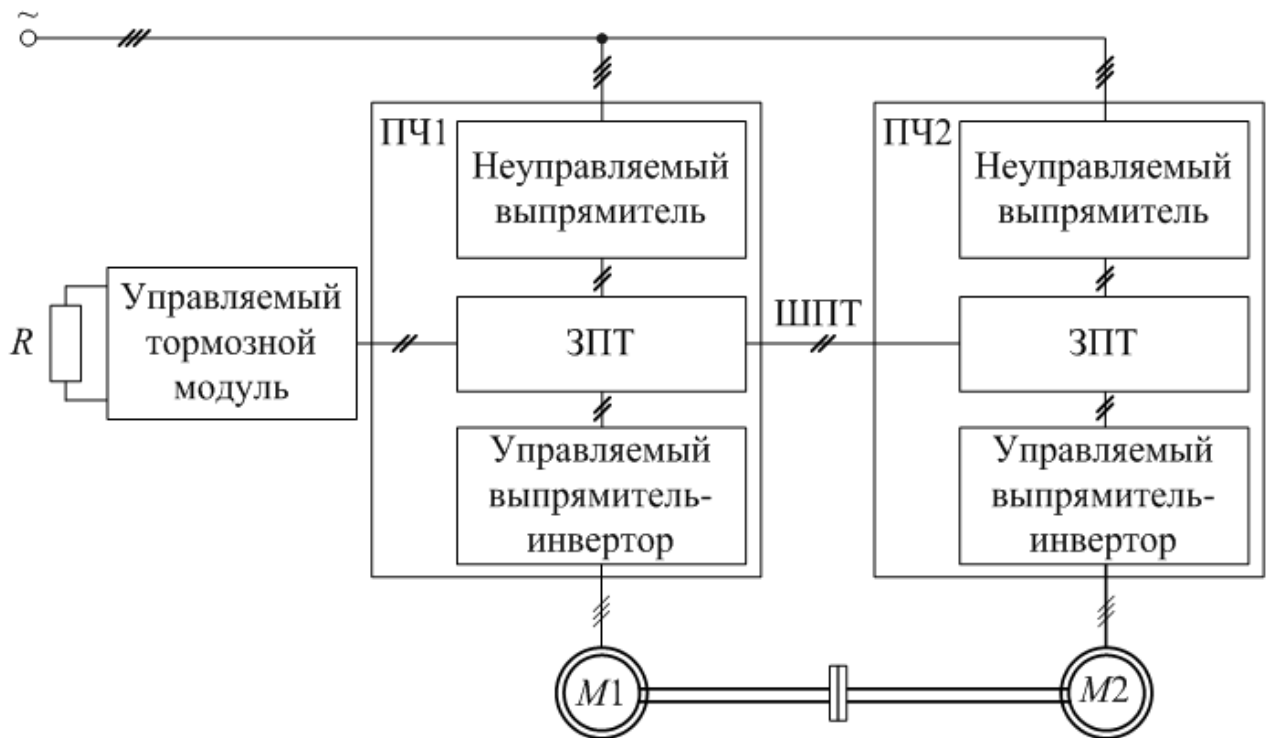 ~
ПЧ1
Неуправляемый
выпрямитель
ПЧ2
Неуправляемый
выпрямитель
R
Управляемый
тормозной
модуль
ЗПТ
ШПТ
ЗПТ
Управляемый
выпрямитель-
инвертор
Управляемый
выпрямитель-
инвертор
M1
M2